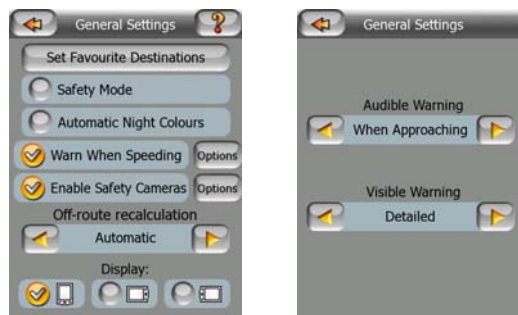 General Settings
?
Set Favourite Destinations
Safety Mode
Automatic Night Colours
Warn When Speeding
Options
Enable Safety Cameras
Options
Off-route recalculation
Automatic
Display:
General Settings
Audible Warning
When Approaching
Visible Warning
Detailed